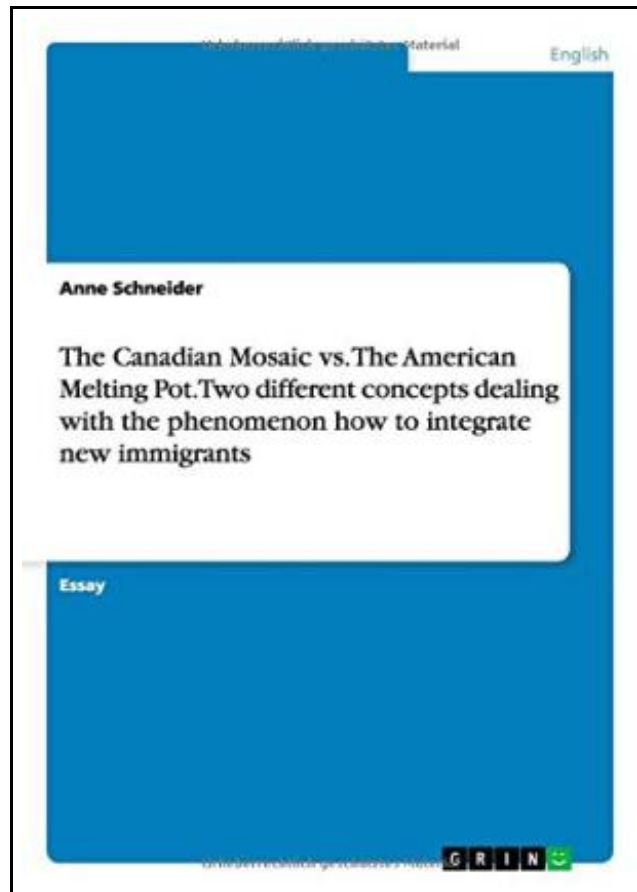 Material
English
Anne Schneider
The Canadian Mosaic vs. The American
Melting Pot. Two different concepts dealing
with the phenomenon how to integrate
new immigrants
Essay
GRIN